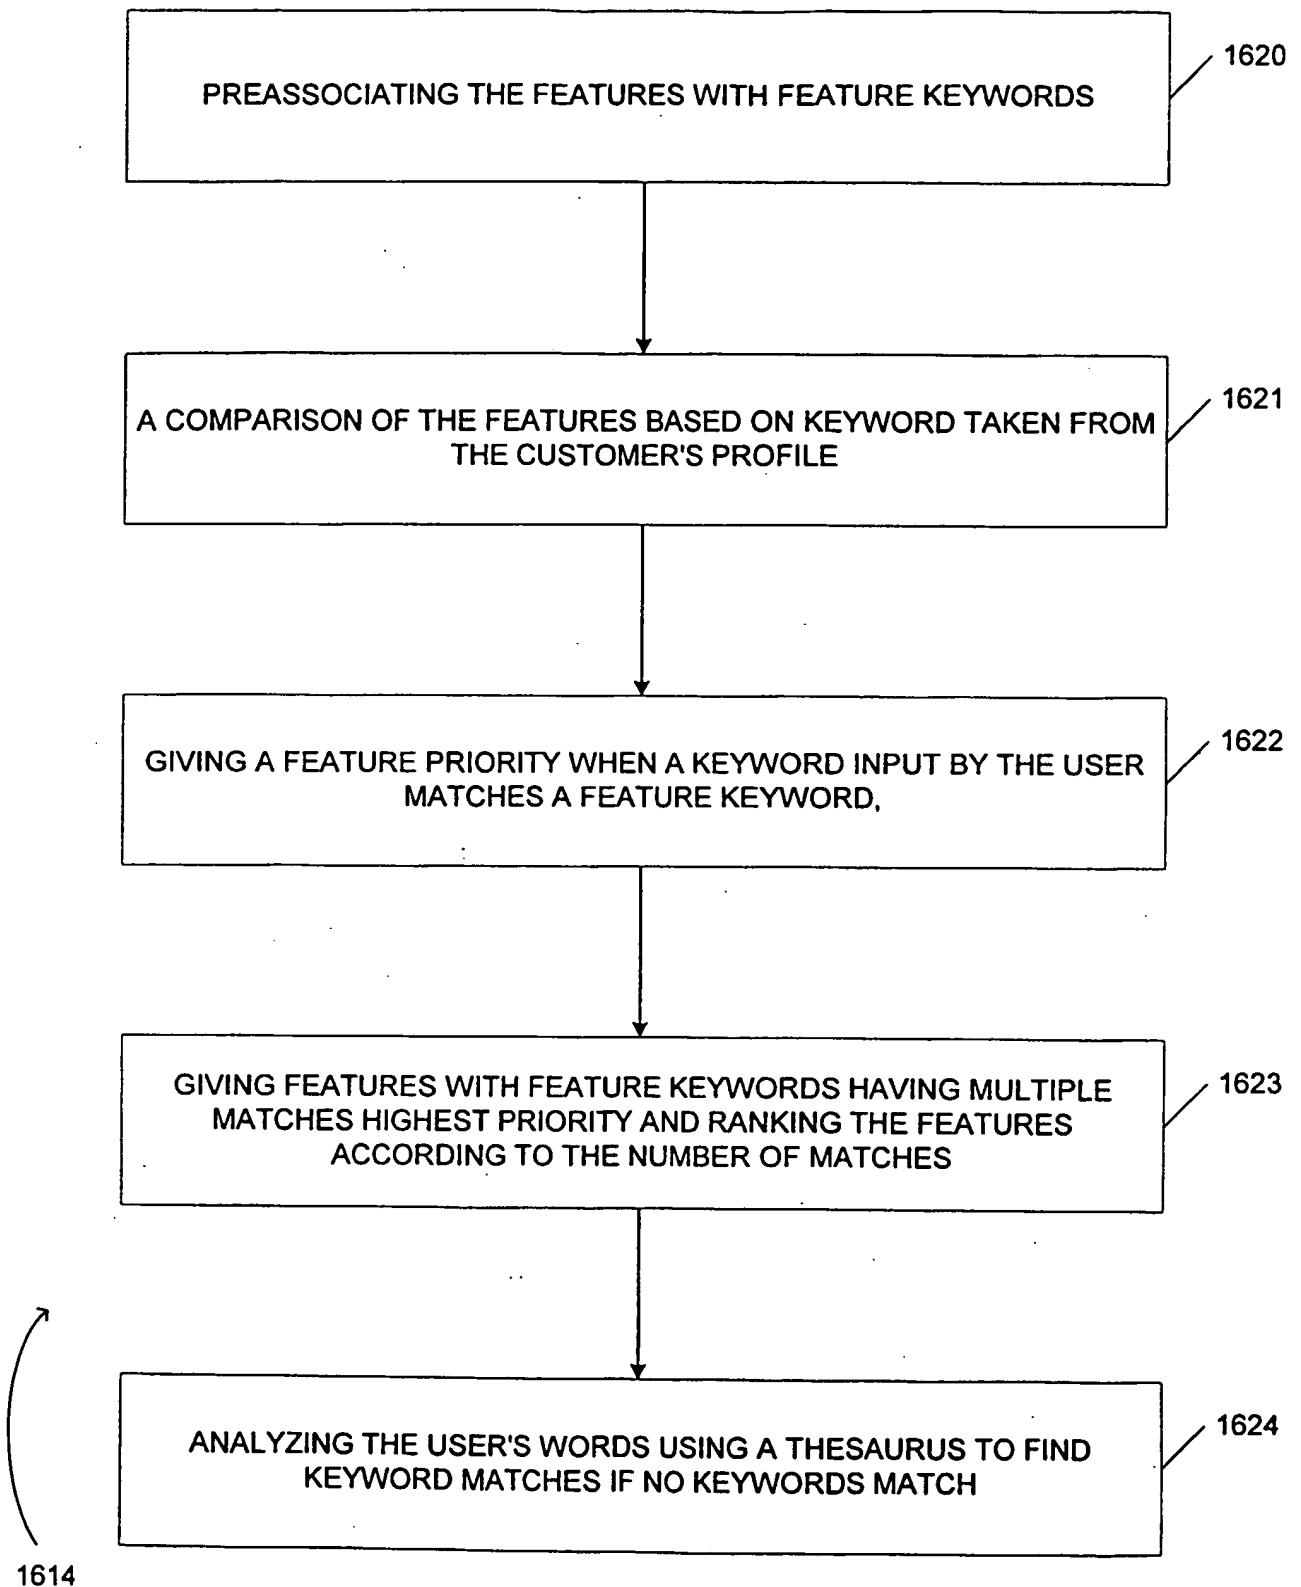 PREASSOCIATING THE FEATURES WITH FEATURE KEYWORDS
1620
A COMPARISON OF THE FEATURES BASED ON KEYWORD TAKEN FROM
THE CUSTOMER'S PROFILE
1621
GIVING A FEATURE PRIORITY WHEN A KEYWORD INPUT BY THE USER
MATCHES A FEATURE KEYWORD,
1622
GIVING FEATURES WITH FEATURE KEYWORDS HAVING MULTIPLE
MATCHES HIGHEST PRIORITY AND RANKING THE FEATURES
ACCORDING TO THE NUMBER OF MATCHES
1623
ANALYZING THE USER'S WORDS USING A THESAURUS TO FIND
KEYWORD MATCHES IF NO KEYWORDS MATCH
1624
1614